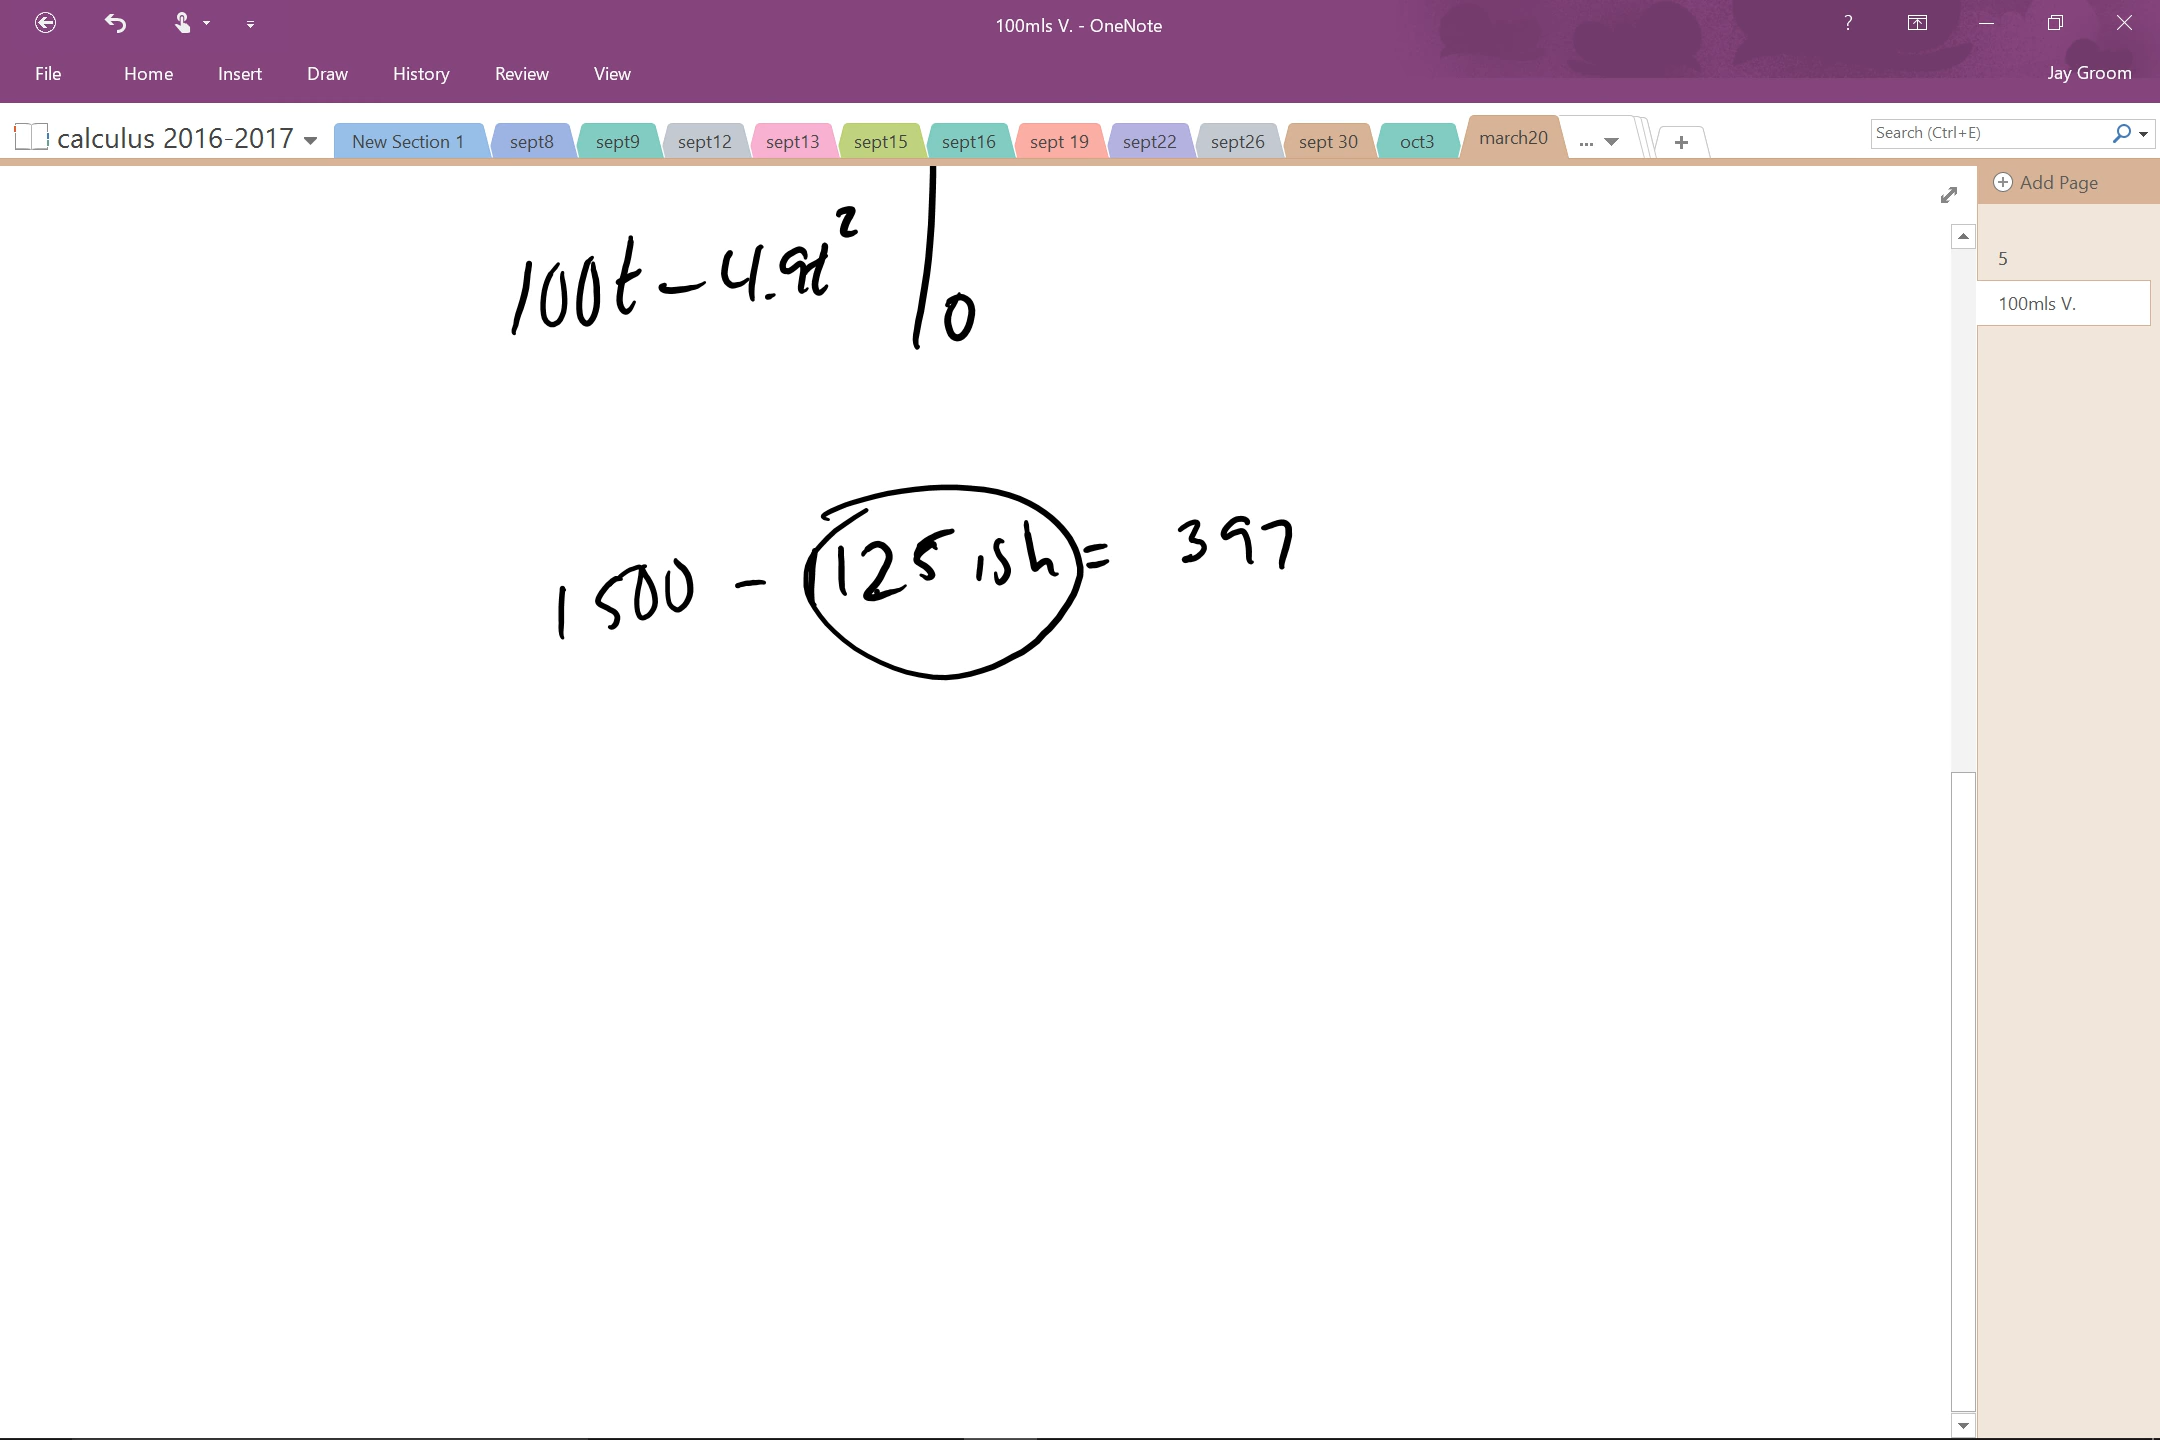 100mls V. - OneNote
?
File Home Insert Draw History Review View
Jay Groom
calculus 2016-2017
New Section 1 sept8 sept9 sept12 sept13 sept15 sept16 sept 19 sept22 sept26 sept 30 oct3 march20 ... +
Search (Ctrl+E)
Add Page
5
100mls V.
100t - 4.9t² | 0
1500 - 1125 ish = 397